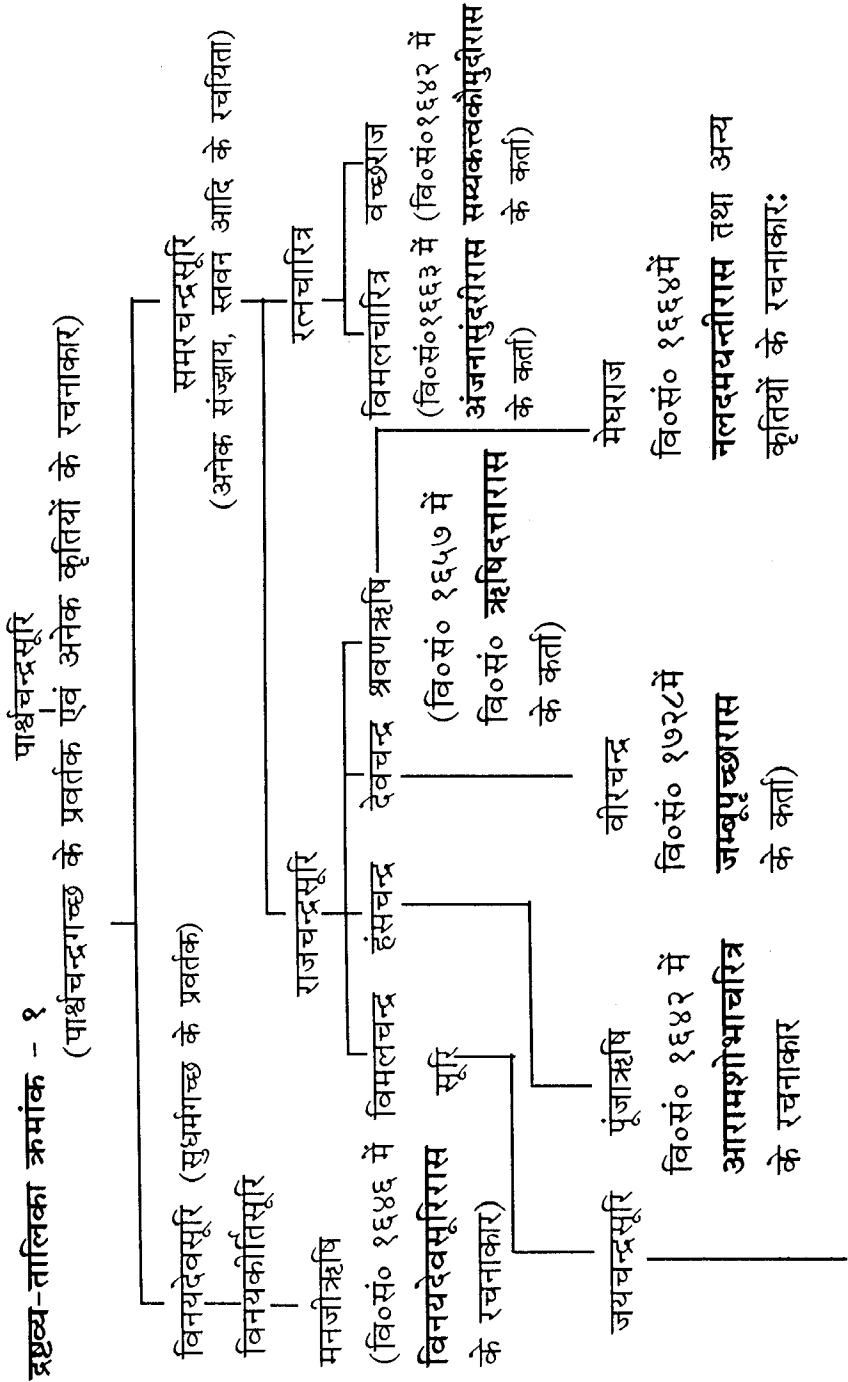 द्रष्टव्य-तालिका क्रमांक - १
पार्श्वचन्द्रसूरि
(पार्श्वचन्द्रगच्छ के प्रवर्तक एवं अनेक कृतियों के रचनाकार)
विनयदेवसूरि (सुधर्मगच्छ के प्रवर्तक)
समरचन्द्रसूरि
(अनेक संज्झाय, स्तवन आदि के रचयिता)
विनयकीर्तिसूरि
राजचन्द्रसूरि
रत्नचारित्र
मनजीऋषि
(वि०सं० १६४६ में
विनयदेवसूरिरास
के रचनाकार)
विमलचन्द्र
सूरि
हंसचन्द्र
देवचन्द्र
श्रवणऋषि
(वि०सं० १६५७ में
वि०सं० ऋषिदत्तारास
के कर्ता)
विमलचारित्र
(वि०सं०१६६३ में
अंजनासुंदरीरास
के कर्ता)
वच्छराज
(वि०सं०१६४२ में
सम्यकत्त्वकौमुदीरास
के कर्ता)
जयचन्द्रसूरि
पूंजाऋषि
वि०सं० १६४२ में
आरामशोभाचरित्र
के रचनाकार
वीरचन्द्र
वि०सं० १७२८में
जम्बूपृच्छारास
के कर्ता)
मेघराज
वि०सं० १६६४में
नलदमयन्तीरास तथा अन्य
कृतियों के रचनाकार: